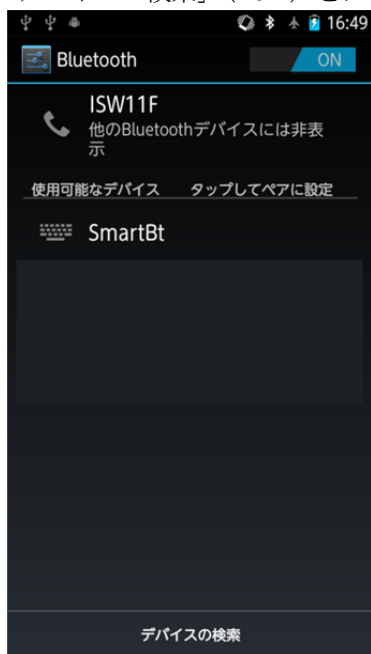 16:49
Bluetooth
ON
ISW11F
他のBluetoothデバイスには非表
示
使用可能なデバイス タップしてペアに設定
SmartBt
デバイスの検索